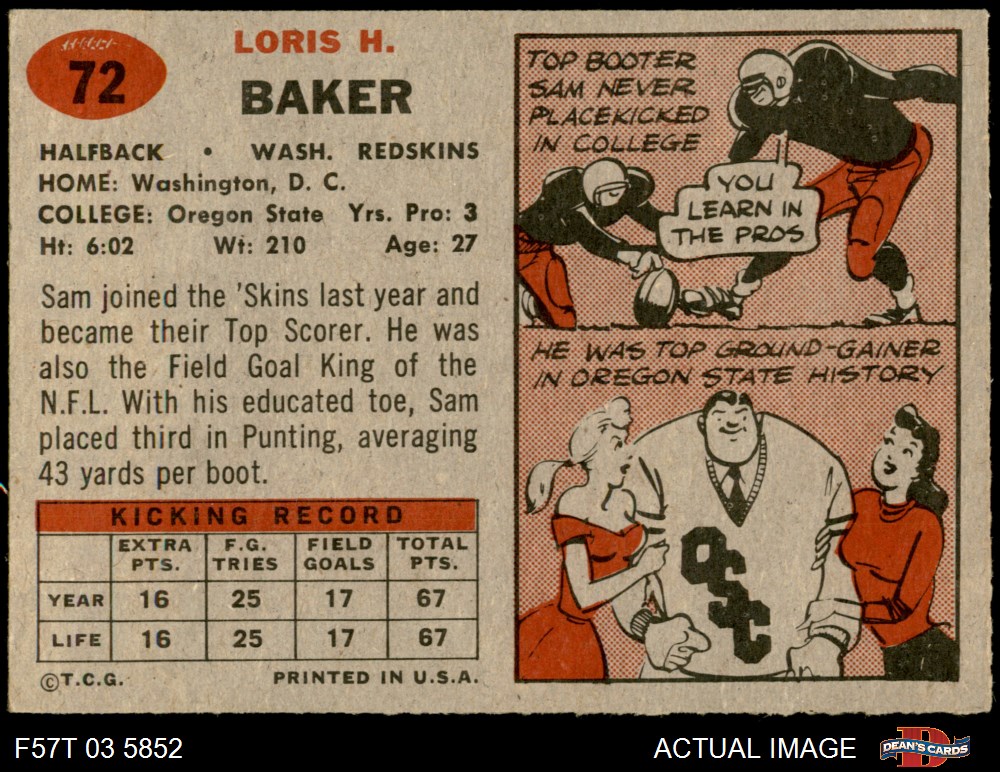 72
LORIS H.
BAKER
HALFBACK • WASH. REDSKINS
HOME: Washington, D. C.
COLLEGE: Oregon State Yrs. Pro: 3
Ht: 6:02 Wt: 210 Age: 27
Sam joined the 'Skins last year and
became their Top Scorer. He was
also the Field Goal King of the
N.F.L. With his educated toe, Sam
placed third in Punting, averaging
43 yards per boot.
KICKING RECORD
EXTRA PTS. F.G. TRIES FIELD GOALS TOTAL PTS.
YEAR 16 25 17 67
LIFE 16 25 17 67
©T.C.G. PRINTED IN U.S.A.
TOP BOOTER
SAM NEVER
PLACEKICKED
IN COLLEGE
YOU
LEARN IN
THE PROS
HE WAS TOP GROUND-GAINER
IN OREGON STATE HISTORY
OSC
F57T 03 5852 ACTUAL IMAGE
D
DEAN'S CARDS